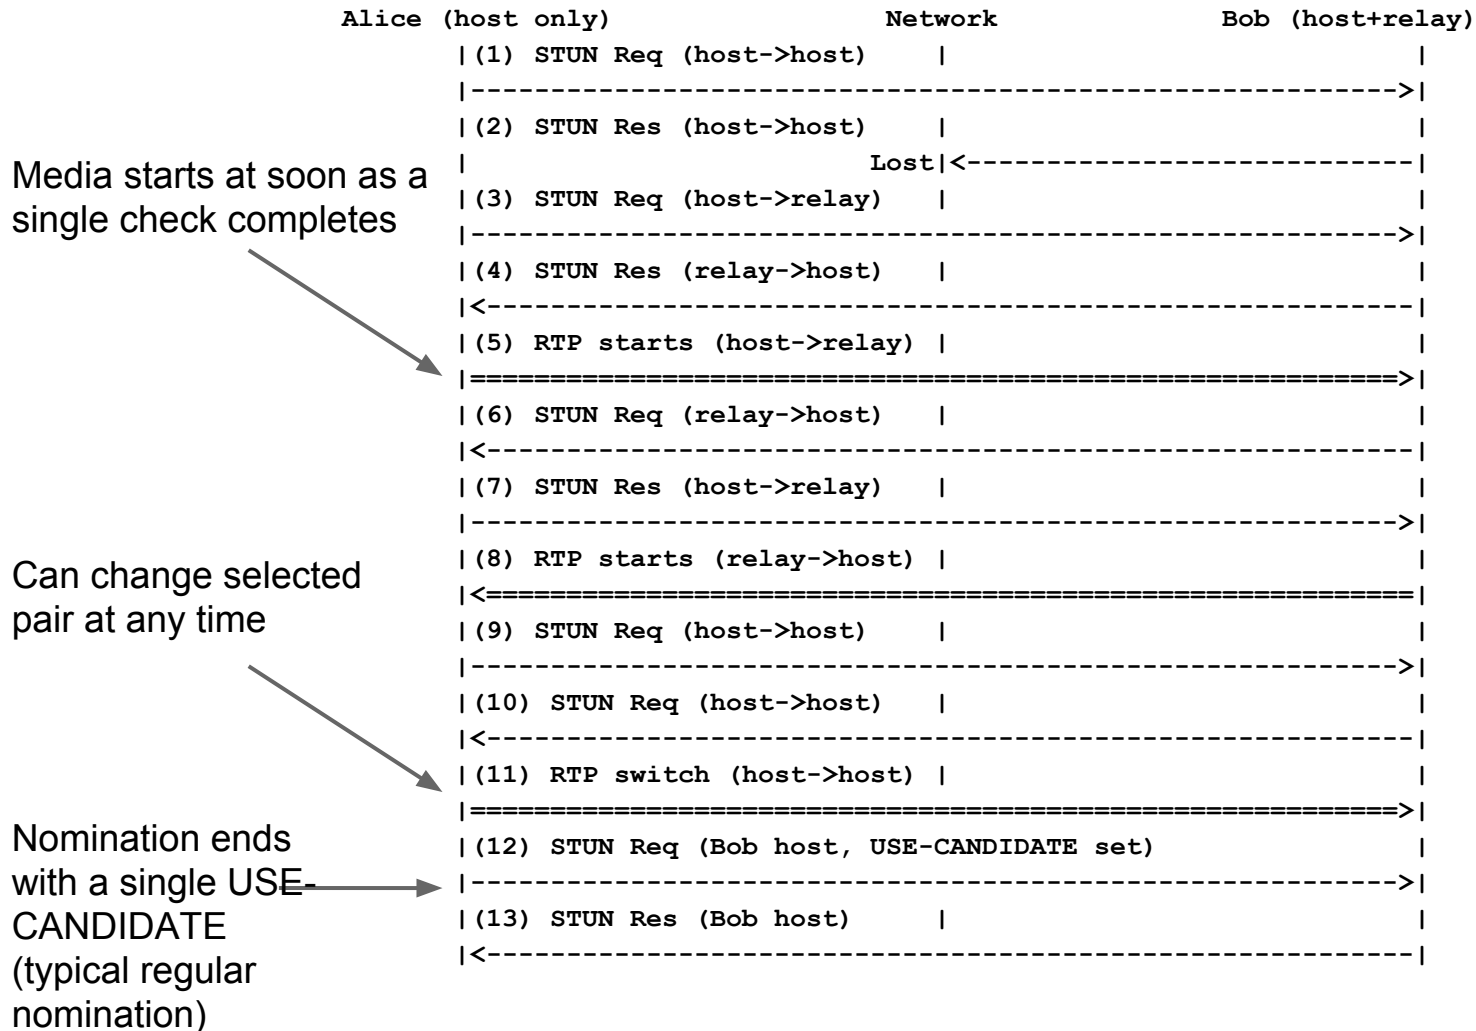 Alice (host only) Network Bob (host+relay)
|(1) STUN Req (host->host) | |
|---------------------------------------------------------->|
|(2) STUN Res (host->host) | |
| Lost|<----------------------------|
|(3) STUN Req (host->relay) | |
|---------------------------------------------------------->|
|(4) STUN Res (relay->host) | |
|<----------------------------------------------------------|
|(5) RTP starts (host->relay) | |
|==========================================================>|
|(6) STUN Req (relay->host) | |
|<----------------------------------------------------------|
|(7) STUN Res (host->relay) | |
|---------------------------------------------------------->|
|(8) RTP starts (relay->host) | |
|<==========================================================|
|(9) STUN Req (host->host) | |
|---------------------------------------------------------->|
|(10) STUN Req (host->host) | |
|<----------------------------------------------------------|
|(11) RTP switch (host->host) | |
|==========================================================>|
|(12) STUN Req (Bob host, USE-CANDIDATE set) |
|---------------------------------------------------------->|
|(13) STUN Res (Bob host) | |
|<----------------------------------------------------------|
Media starts at soon as a
single check completes
Can change selected
pair at any time
Nomination ends
with a single USE-
CANDIDATE
(typical regular
nomination)